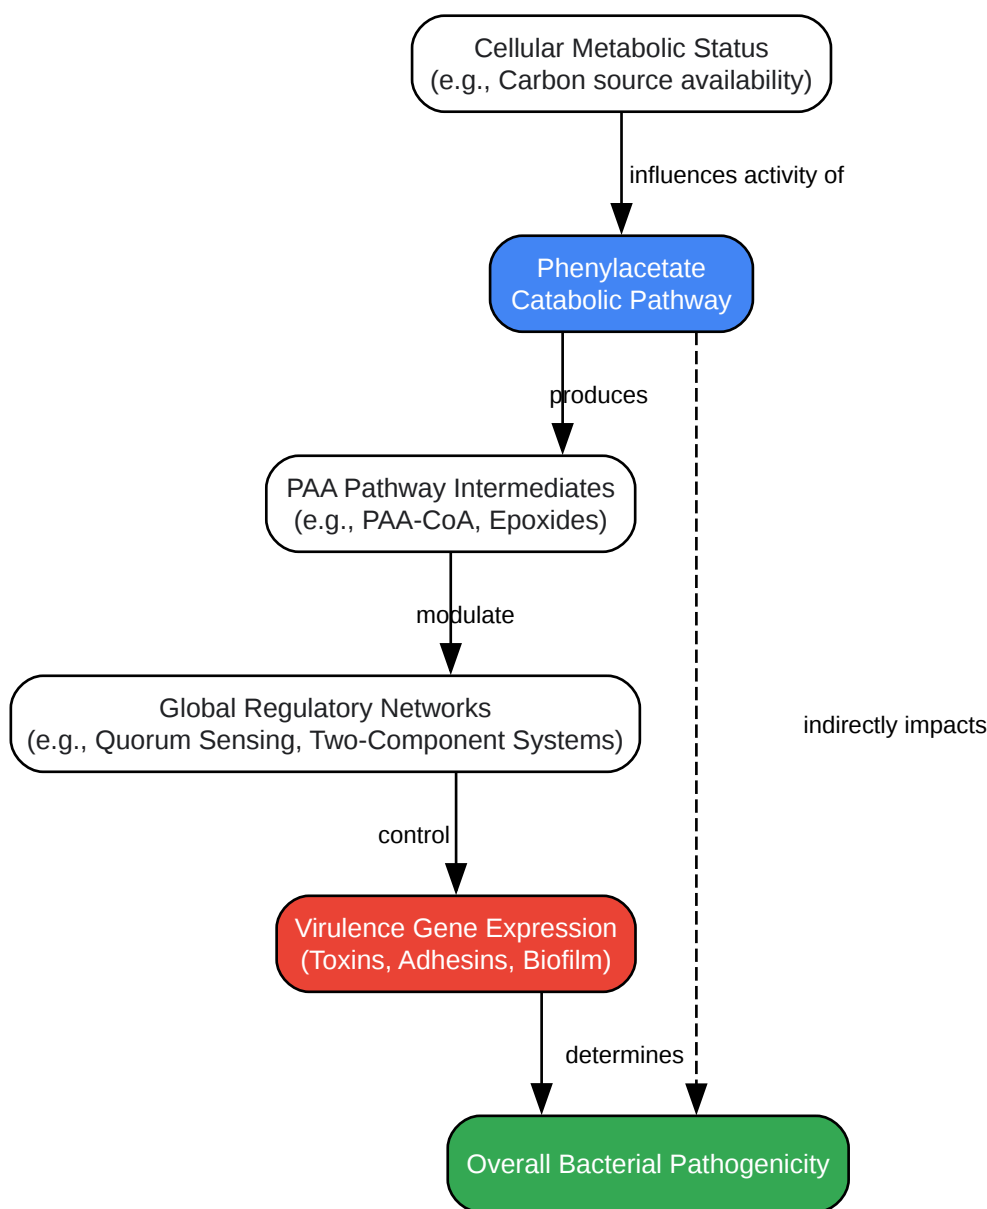 Cellular Metabolic Status
(e.g., Carbon source availability)
influences activity of
Phenylacetate
Catabolic Pathway
produces
PAA Pathway Intermediates
(e.g., PAA-CoA, Epoxides)
modulate
Global Regulatory Networks
(e.g., Quorum Sensing, Two-Component Systems)
indirectly impacts
control
Virulence Gene Expression
(Toxins, Adhesins, Biofilm)
determines
Overall Bacterial Pathogenicity